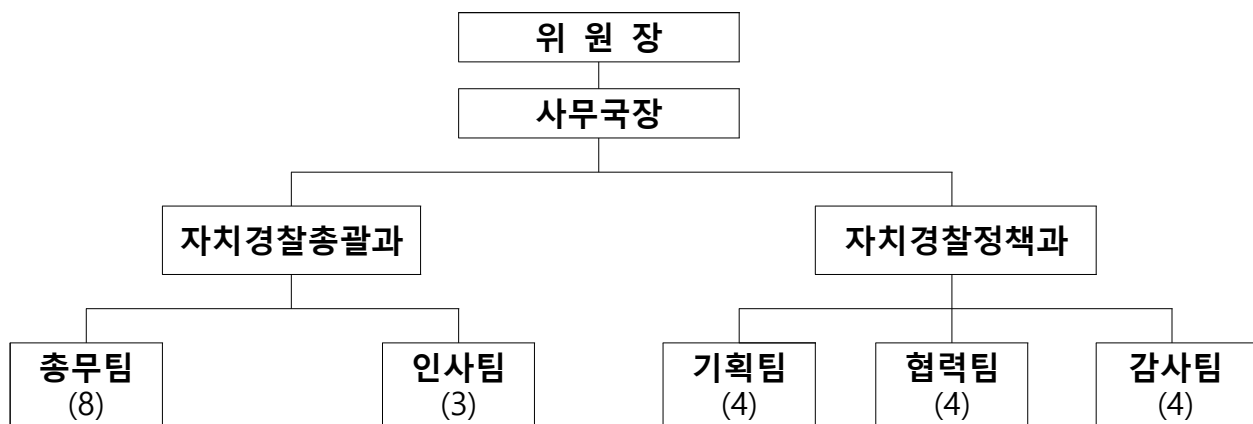 위 원 장
사무국장
자치경찰총괄과
자치경찰정책과
총무팀
(8)
인사팀
(3)
기획팀
(4)
협력팀
(4)
감사팀
(4)